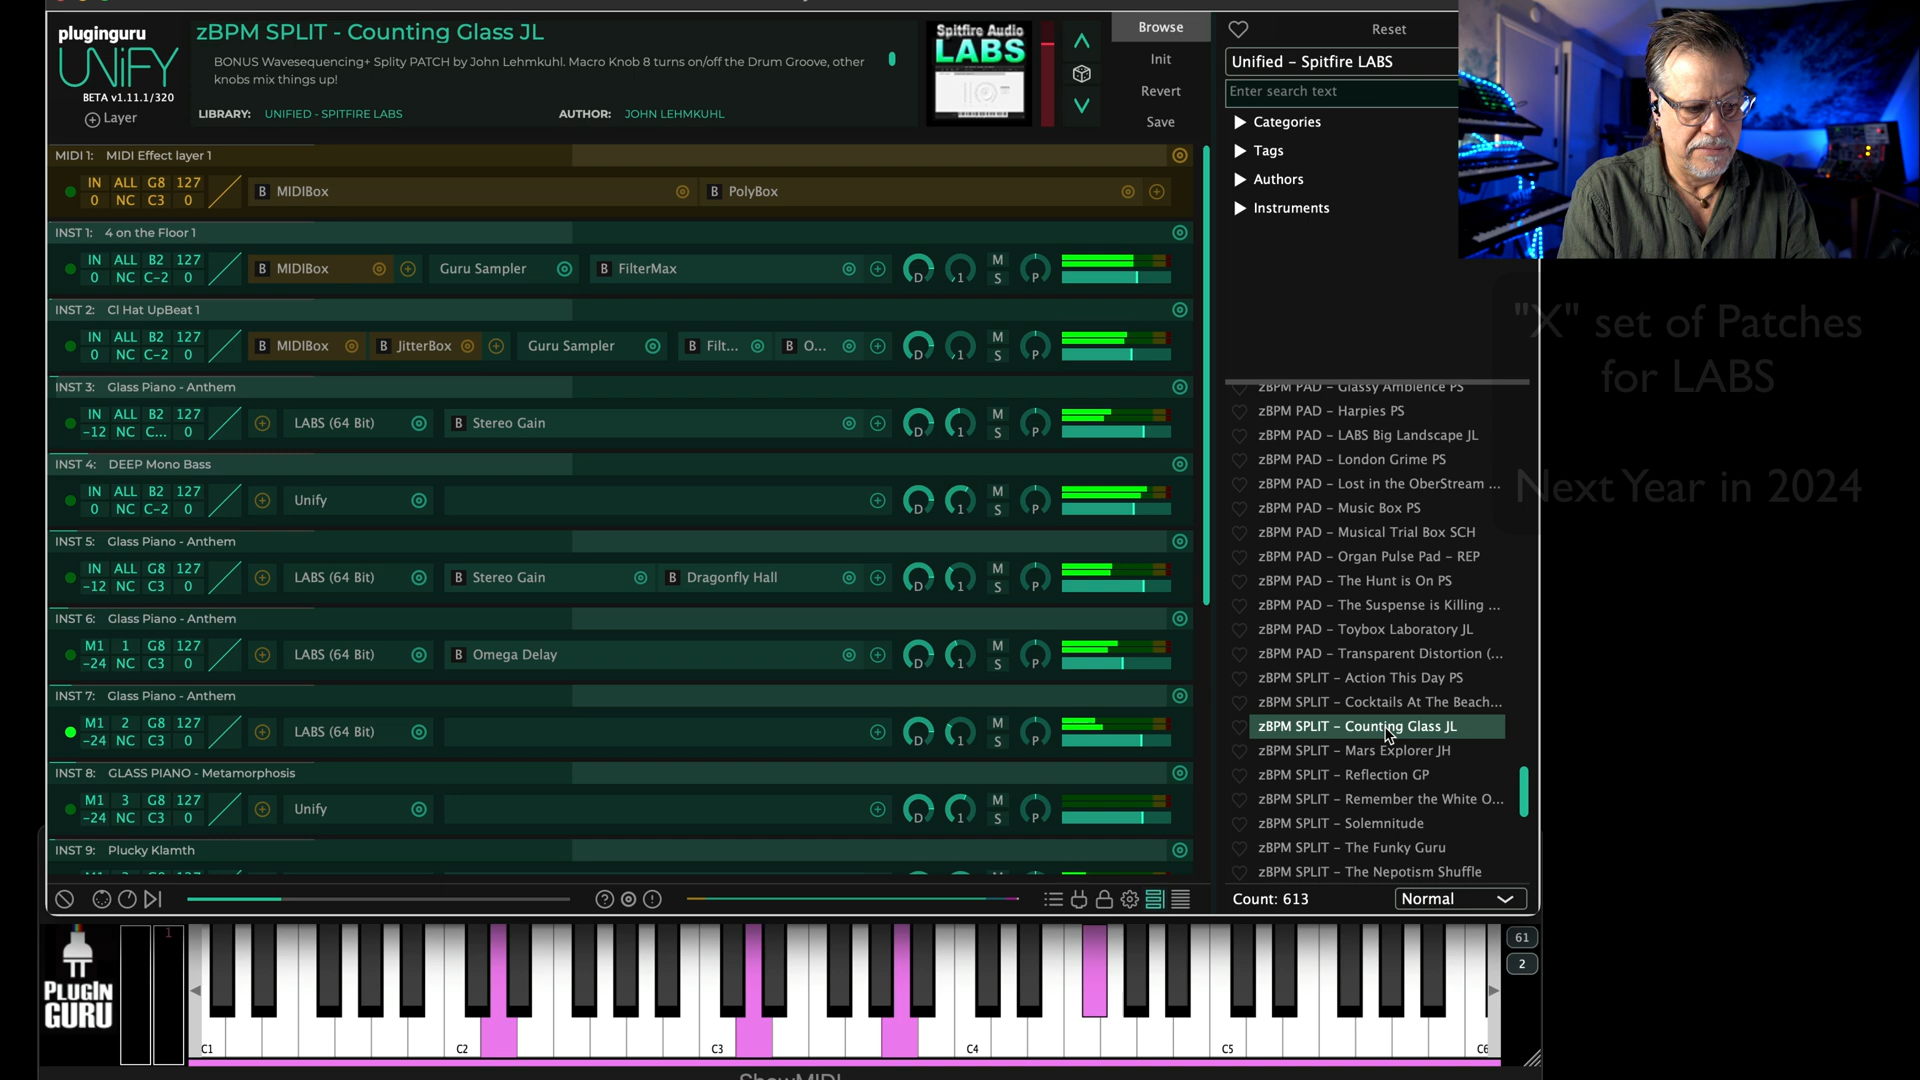 pluginguru
UNiFY
BETA v1.11.1/320
Layer
zBPM SPLIT - Counting Glass JL
BONUS Wavesequencing+ Splity PATCH by John Lehmkuhl. Macro Knob 8 turns on/off the Drum Groove, other
knobs mix things up!
LIBRARY: UNIFIED - SPITFIRE LABS AUTHOR: JOHN LEHMKUHL
Spitfire Audio
LABS
Browse
Init
Revert
Save
Reset
Unified – Spitfire LABS
Enter search text
Categories
Tags
Authors
Instruments
MIDI 1: MIDI Effect layer 1
IN ALL G8 127
0 NC C3 0
B MIDIBox B PolyBox
INST 1: 4 on the Floor 1
IN ALL B2 127
0 NC C-2 0
B MIDIBox Guru Sampler B FilterMax D 1 M S P
INST 2: Cl Hat UpBeat 1
IN ALL B2 127
0 NC C-2 0
B MIDIBox B JitterBox Guru Sampler B Filt... B O... D 1 M S P
INST 3: Glass Piano - Anthem
IN ALL B2 127
-12 NC C... 0
LABS (64 Bit) B Stereo Gain D 1 M S P
INST 4: DEEP Mono Bass
IN ALL B2 127
0 NC C-2 0
Unify D 1 M S P
INST 5: Glass Piano - Anthem
IN ALL G8 127
-12 NC C3 0
LABS (64 Bit) B Stereo Gain B Dragonfly Hall D 1 M S P
INST 6: Glass Piano - Anthem
M1 1 G8 127
-24 NC C3 0
LABS (64 Bit) B Omega Delay D 1 M S P
INST 7: Glass Piano - Anthem
M1 2 G8 127
-24 NC C3 0
LABS (64 Bit) D 1 M S P
INST 8: GLASS PIANO - Metamorphosis
M1 3 G8 127
-24 NC C3 0
Unify D 1 M S P
INST 9: Plucky Klamth
zBPM PAD – Glassy Ambience PS
zBPM PAD – Harpies PS
zBPM PAD – LABS Big Landscape JL
zBPM PAD – London Grime PS
zBPM PAD – Lost in the OberStream ...
zBPM PAD – Music Box PS
zBPM PAD – Musical Trial Box SCH
zBPM PAD – Organ Pulse Pad – REP
zBPM PAD – The Hunt is On PS
zBPM PAD – The Suspense is Killing ...
zBPM PAD – Toybox Laboratory JL
zBPM PAD – Transparent Distortion (...
zBPM SPLIT – Action This Day PS
zBPM SPLIT – Cocktails At The Beach...
zBPM SPLIT – Counting Glass JL
zBPM SPLIT – Mars Explorer JH
zBPM SPLIT – Reflection GP
zBPM SPLIT – Remember the White O...
zBPM SPLIT – Solemnitude
zBPM SPLIT – The Funky Guru
zBPM SPLIT – The Nepotism Shuffle
Count: 613 Normal
"X" set of Patches
for LABS
Next Year in 2024
PLUGIN
GURU
1
C1 C2 C3 C4 C5 C6
61
2
ShowMIDI